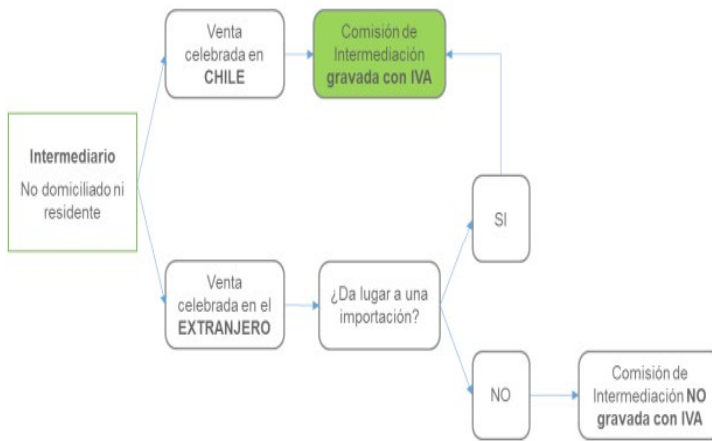 Venta
celebrada en
CHILE
Comisión de
Intermediación
gravada con IVA
Intermediario
No domiciliado ni
residente
SI
Venta
celebrada en el
EXTRANJERO
¿Da lugar a una
importación?
NO
Comisión de
Intermediación NO
gravada con IVA